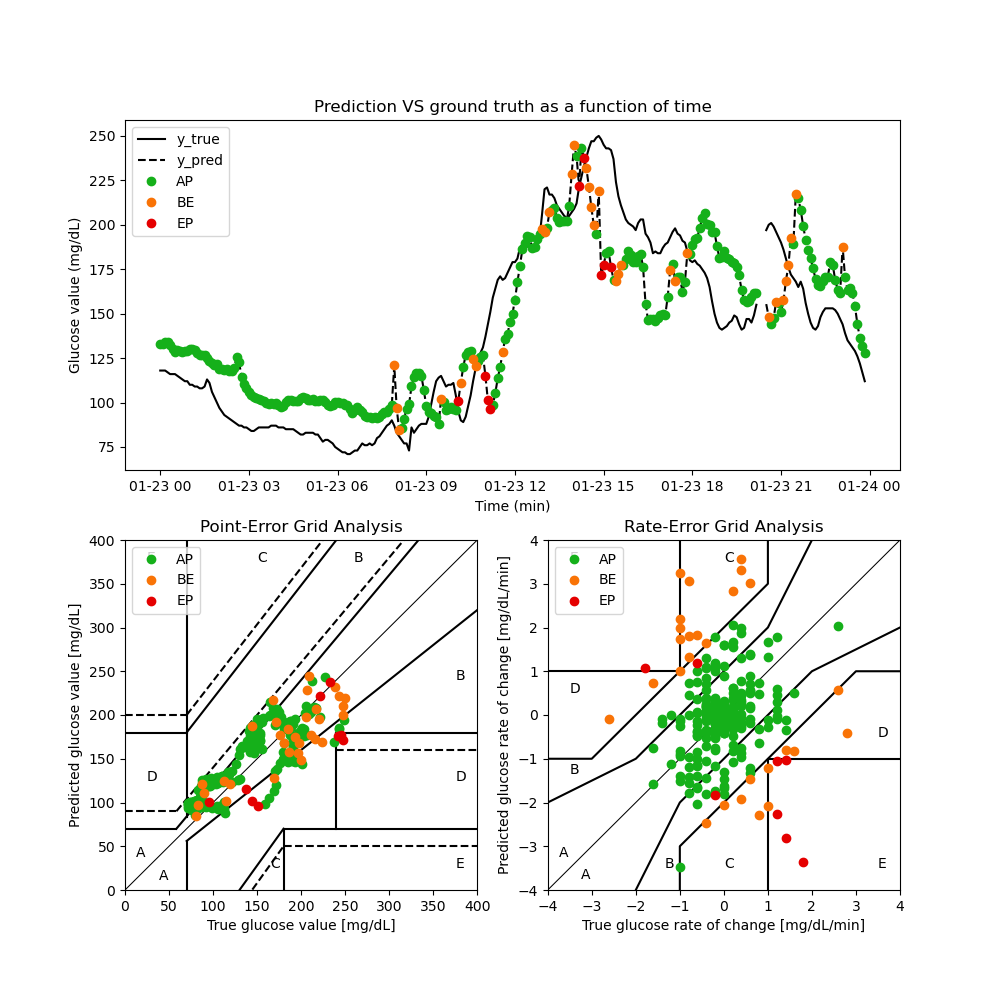 Prediction VS ground truth as a function of time
Glucose value (mg/dL)
250
225
200
175
150
125
100
75
y_true
y_pred
AP
BE
EP
01-23 00 01-23 03 01-23 06 01-23 09 01-23 12 01-23 15 01-23 18 01-23 21 01-24 00
Time (min)
Point-Error Grid Analysis
Predicted glucose value [mg/dL]
400
350
300
250
200
150
100
50
0
AP
BE
EP
C B
B
D D
A
A
C E
0 50 100 150 200 250 300 350 400
True glucose value [mg/dL]
Rate-Error Grid Analysis
Predicted glucose rate of change [mg/dL/min]
4
3
2
1
0
−1
−2
−3
−4
AP
BE
EP
C
D
D
B
A
A
B C E
−4 −3 −2 −1 0 1 2 3 4
True glucose rate of change [mg/dL/min]